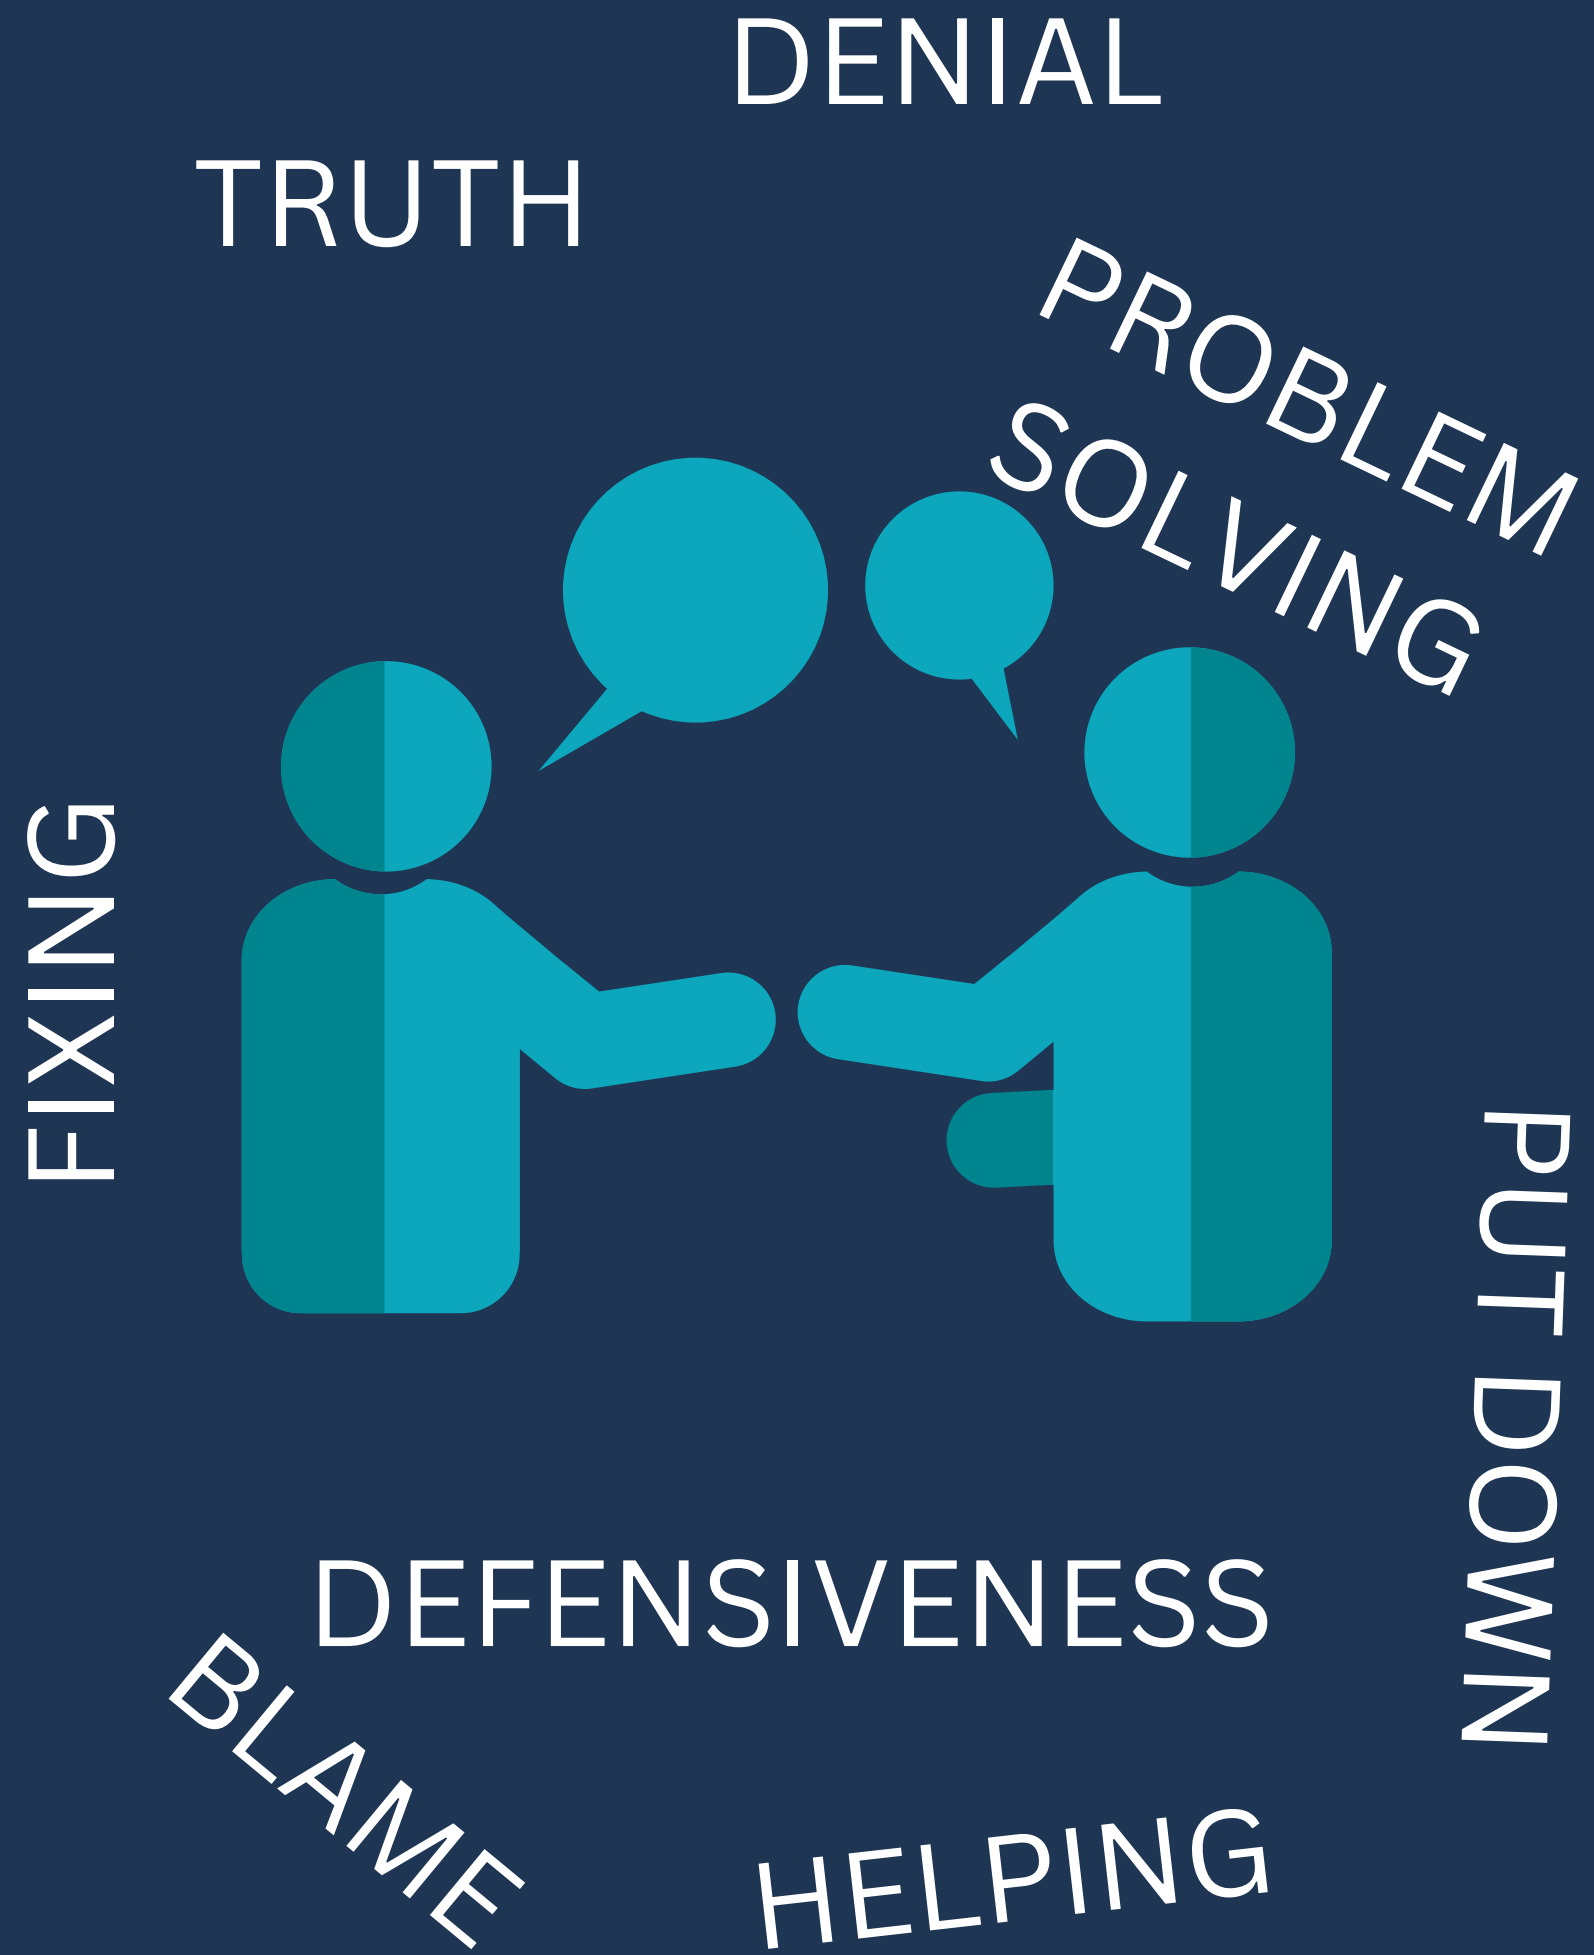 DENIAL
TRUTH
PROBLEM
SOLVING
FIXING
PUT DOWN
DEFENSIVENESS
BLAME
HELPING